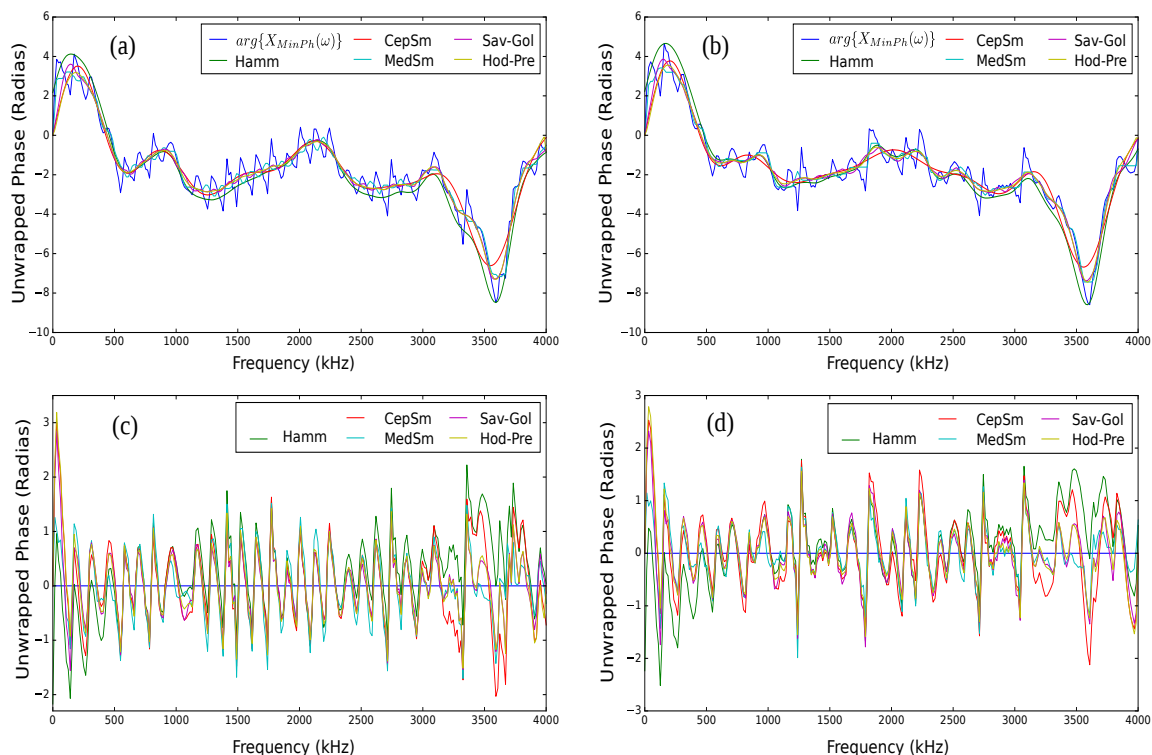 (a)
arg{X_MinPh(ω)} CepSm Sav-Gol
Hamm MedSm Hod-Pre
Unwrapped Phase (Radias)
6
4
2
0
−2
−4
−6
−8
−10
0 500 1000 1500 2000 2500 3000 3500 4000
Frequency (kHz)
(b)
arg{X_MinPh(ω)} CepSm Sav-Gol
Hamm MedSm Hod-Pre
Unwrapped Phase (Radias)
6
4
2
0
−2
−4
−6
−8
−10
0 500 1000 1500 2000 2500 3000 3500 4000
Frequency (kHz)
(c)
CepSm Sav-Gol
Hamm MedSm Hod-Pre
Unwrapped Phase (Radias)
3
2
1
0
−1
−2
0 500 1000 1500 2000 2500 3000 3500 4000
Frequency (kHz)
(d)
CepSm Sav-Gol
Hamm MedSm Hod-Pre
Unwrapped Phase (Radias)
3
2
1
0
−1
−2
−3
0 500 1000 1500 2000 2500 3000 3500 4000
Frequency (kHz)